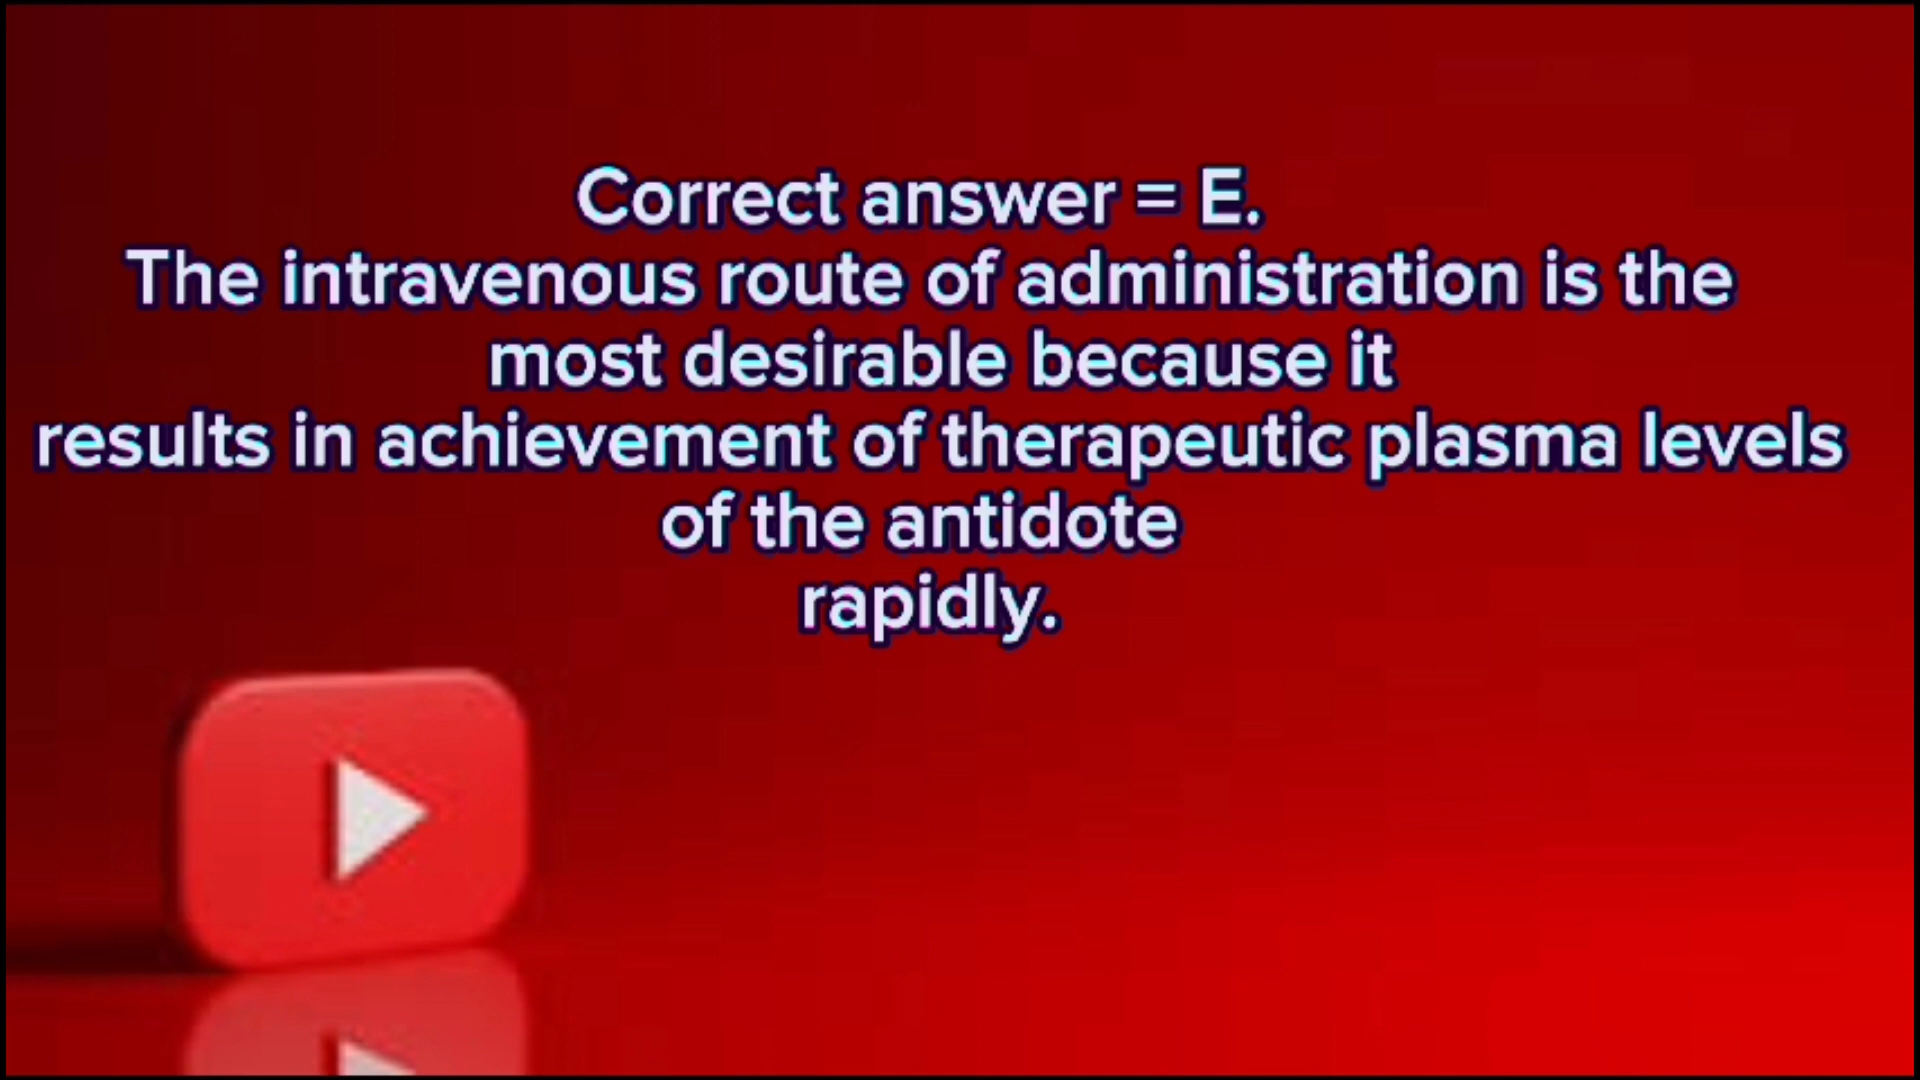 Correct answer = E.
The intravenous route of administration is the
most desirable because it
results in achievement of therapeutic plasma levels
of the antidote
rapidly.